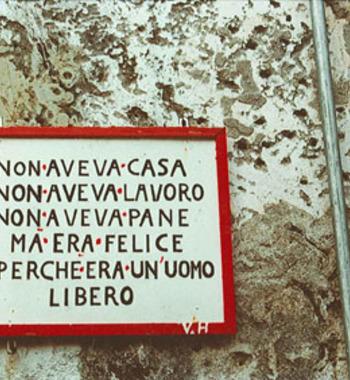 NON·AVEVA·CASA
NON·AVEVA·LAVORO
NON·AVEVA·PANE
MA·ERA·FELICE
PERCHE·ERA·UN'UOMO
LIBERO
V.H